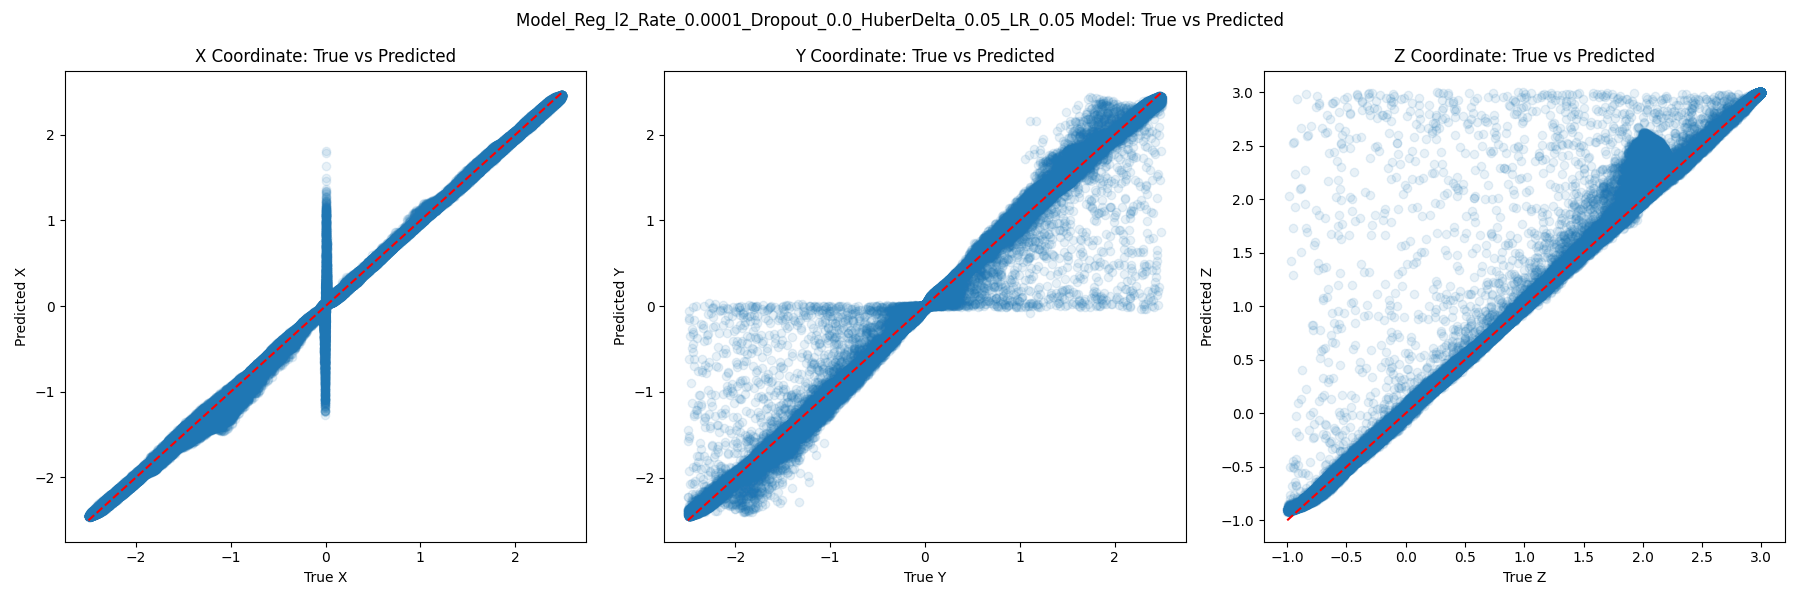 Model_Reg_l2_Rate_0.0001_Dropout_0.0_HuberDelta_0.05_LR_0.05 Model: True vs Predicted
X Coordinate: True vs Predicted
Predicted X
2
1
0
−1
−2
−2 −1 0 1 2
True X
Y Coordinate: True vs Predicted
Predicted Y
2
1
0
−1
−2
−2 −1 0 1 2
True Y
Z Coordinate: True vs Predicted
Predicted Z
3.0
2.5
2.0
1.5
1.0
0.5
0.0
−0.5
−1.0
−1.0 −0.5 0.0 0.5 1.0 1.5 2.0 2.5 3.0
True Z